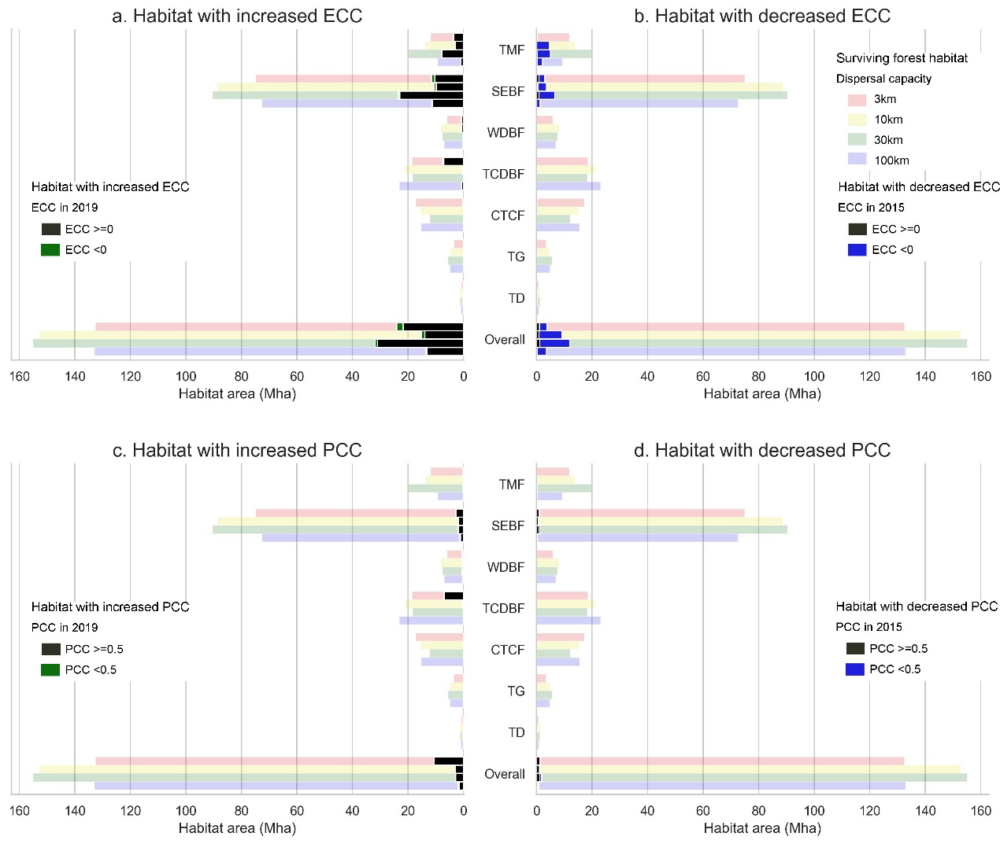 a. Habitat with increased ECC
b. Habitat with decreased ECC
TMF
SEBF
WDBF
TCDBF
CTCF
TG
TD
Overall
Surviving forest habitat
Dispersal capacity
3km
10km
30km
100km
Habitat with increased ECC
ECC in 2019
ECC >=0
ECC <0
Habitat with decreased ECC
ECC in 2015
ECC >=0
ECC <0
160 140 120 100 80 60 40 20 0
Habitat area (Mha)
0 20 40 60 80 100 120 140 160
Habitat area (Mha)
c. Habitat with increased PCC
d. Habitat with decreased PCC
TMF
SEBF
WDBF
TCDBF
CTCF
TG
TD
Overall
Habitat with increased PCC
PCC in 2019
PCC >=0.5
PCC <0.5
Habitat with decreased PCC
PCC in 2015
PCC >=0.5
PCC <0.5
160 140 120 100 80 60 40 20 0
Habitat area (Mha)
0 20 40 60 80 100 120 140 160
Habitat area (Mha)